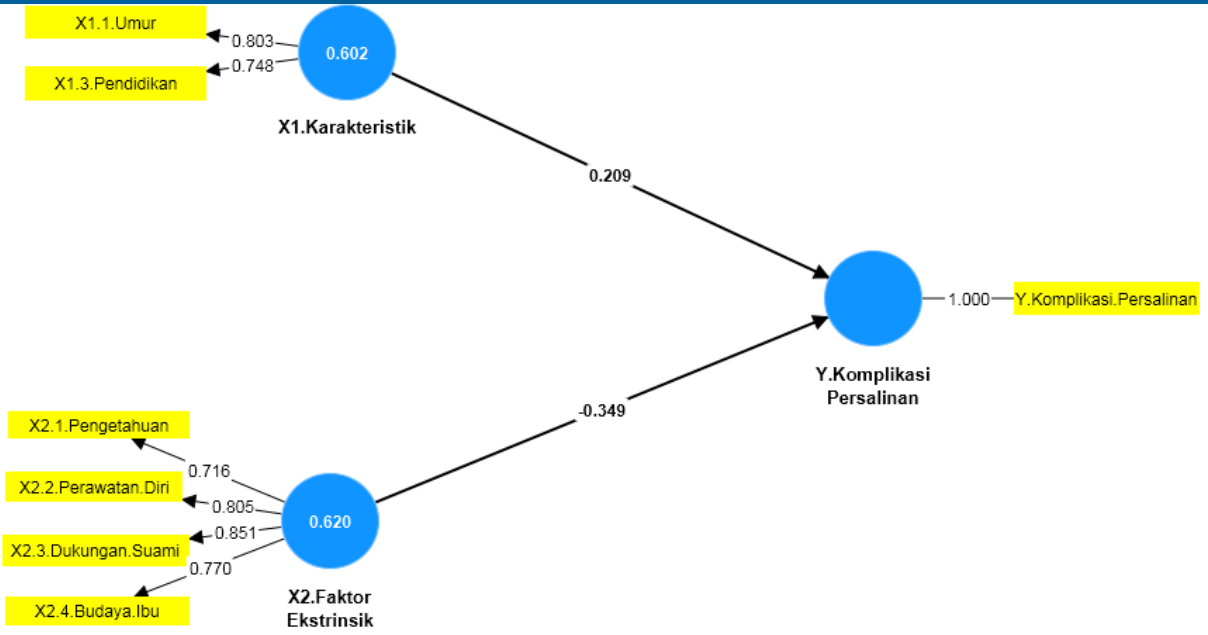 X1.1.Umur
0.803
0.602
0.748
X1.3.Pendidikan
X1.Karakteristik
0.209
1.000
Y.Komplikasi.Persalinan
Y.Komplikasi
Persalinan
-0.349
X2.1.Pengetahuan
0.716
X2.2.Perawatan.Diri
0.805
0.620
0.851
X2.3.Dukungan.Suami
0.770
X2.4.Budaya.Ibu
X2.Faktor
Ekstrinsik